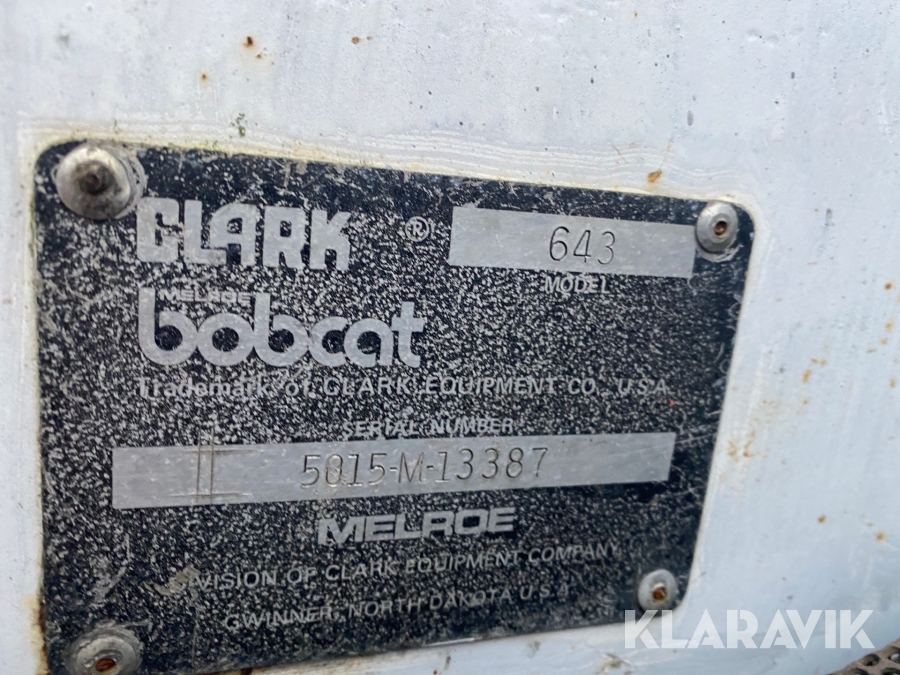 CLARK ®
643
MODEL
MELROE
bobcat
Trademark of CLARK EQUIPMENT CO., U.S.A.
SERIAL NUMBER
5015-M-13387
MELROE
VISION OF CLARK EQUIPMENT COMPANY
GWINNER, NORTH DAKOTA U.S.A.
KLARAVIK